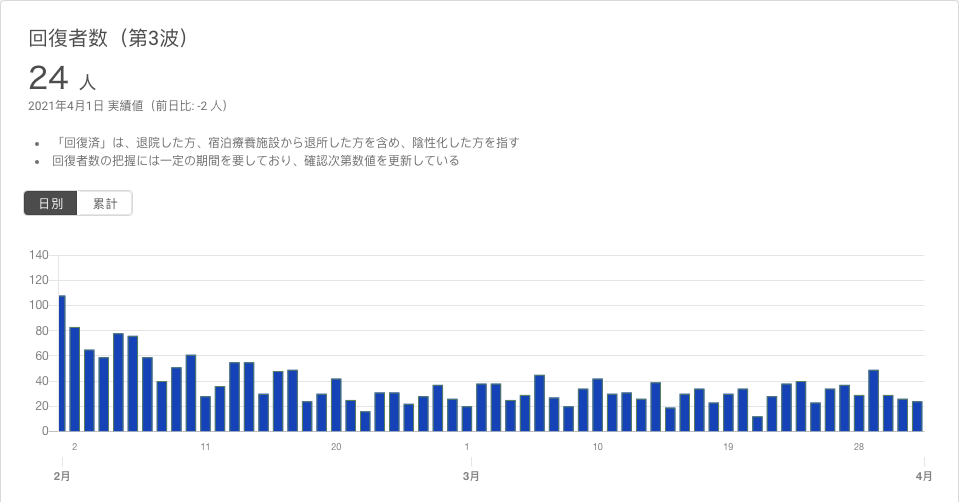 回復者数（第3波）
24 人
2021年4月1日 実績値（前日比: -2 人）
• 「回復済」は、退院した方、宿泊療養施設から退所した方を含め、陰性化した方を指す
• 回復者数の把握には一定の期間を要しており、確認次第数値を更新している
日別 累計
140
120
100
80
60
40
20
0
2 11 20 1 10 19 28
2月 3月 4月